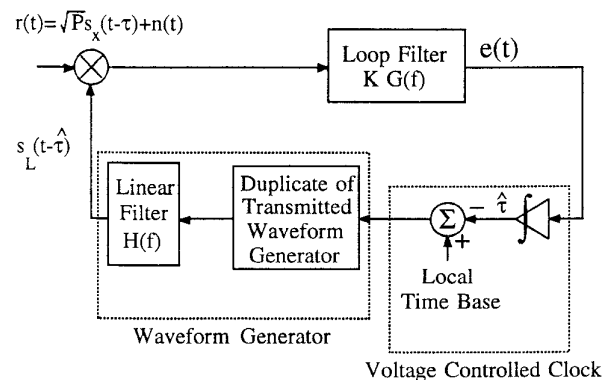 r(t)=√P s_x(t-τ)+n(t)
Loop Filter
K G(f)
e(t)
s_L(t-τ̂)
Linear
Filter
H(f)
Duplicate of
Transmitted
Waveform
Generator
Σ
−
+
τ̂
∫
Local
Time Base
Waveform Generator
Voltage Controlled Clock